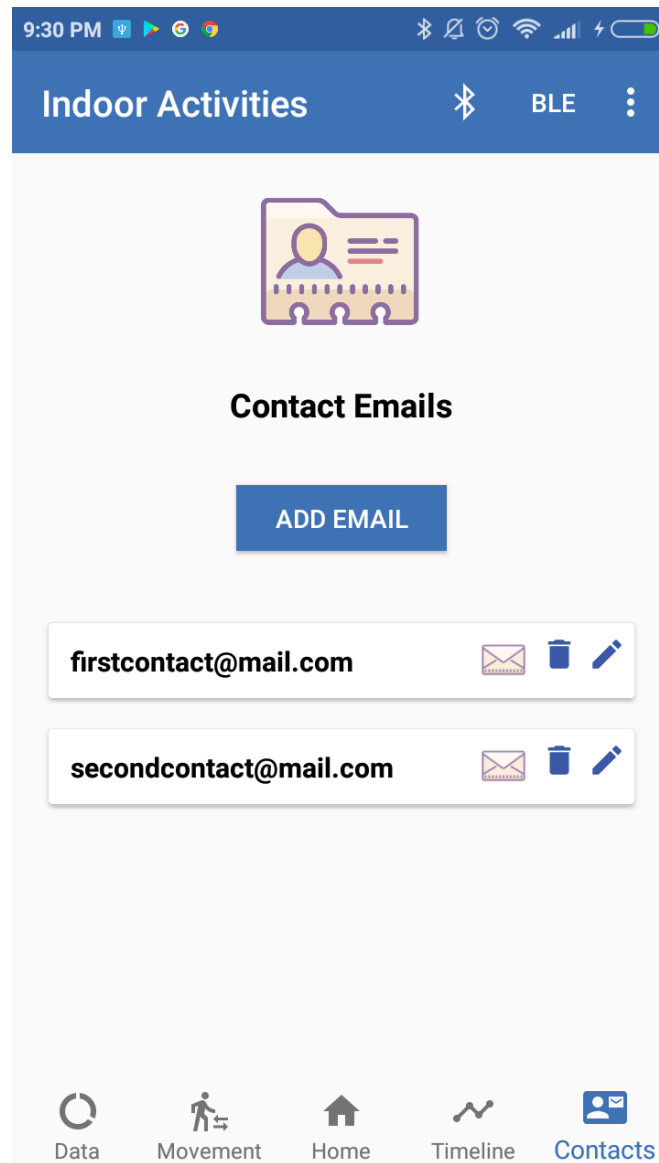 9:30 PM
Indoor Activities BLE
Contact Emails
ADD EMAIL
firstcontact@mail.com
secondcontact@mail.com
Data Movement Home Timeline Contacts